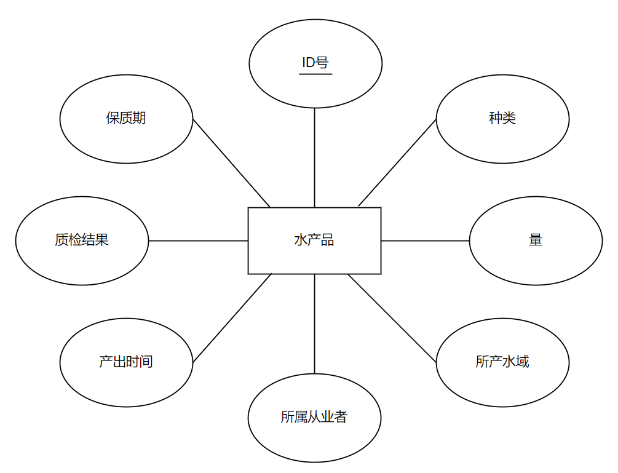 ID号
保质期
种类
质检结果
水产品
量
产出时间
所产水域
所属从业者